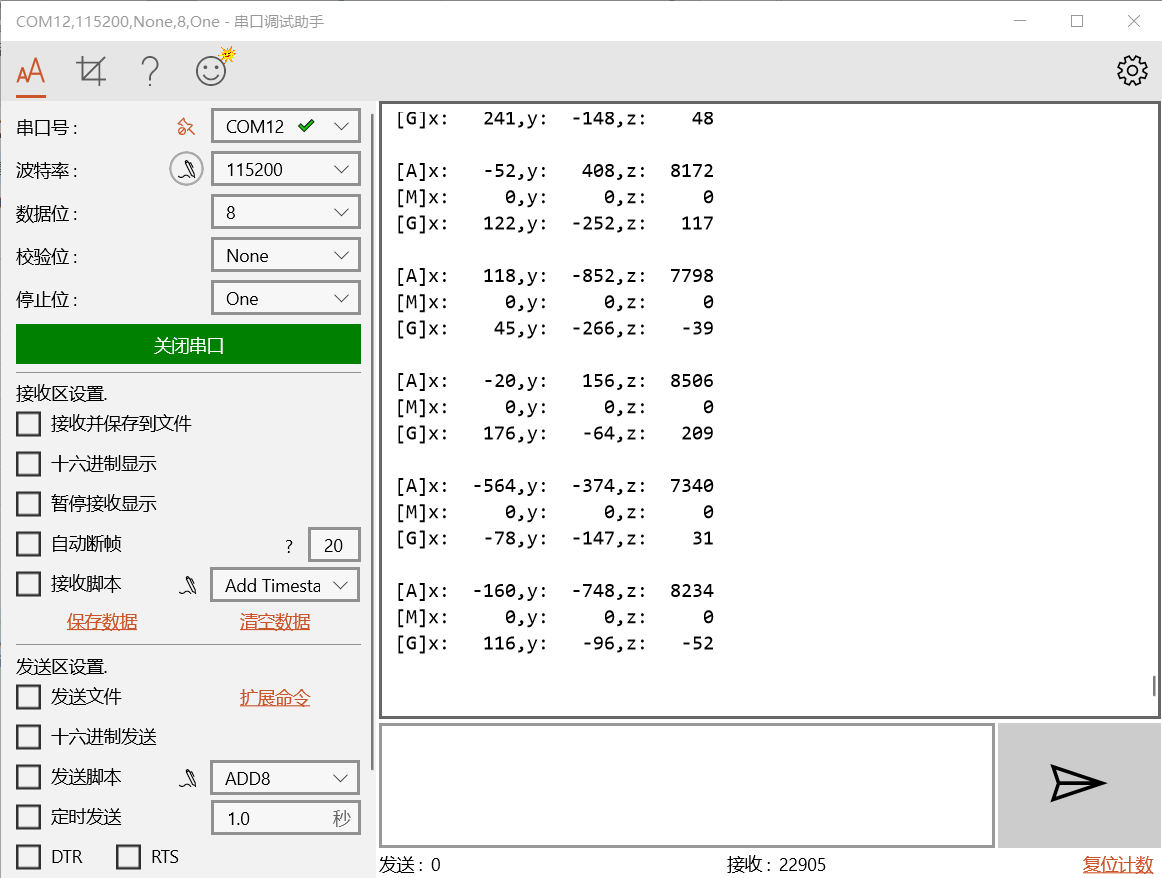 COM12,115200,None,8,One - 串口调试助手
串口号 : COM12
波特率 : 115200
数据位 : 8
校验位 : None
停止位 : One
关闭串口
接收区设置.
接收并保存到文件
十六进制显示
暂停接收显示
自动断帧 ? 20
接收脚本 Add Timesta
保存数据 清空数据
发送区设置.
发送文件 扩展命令
十六进制发送
发送脚本 ADD8
定时发送 1.0 秒
DTR RTS
[G]x: 241,y: -148,z: 48
[A]x: -52,y: 408,z: 8172
[M]x: 0,y: 0,z: 0
[G]x: 122,y: -252,z: 117
[A]x: 118,y: -852,z: 7798
[M]x: 0,y: 0,z: 0
[G]x: 45,y: -266,z: -39
[A]x: -20,y: 156,z: 8506
[M]x: 0,y: 0,z: 0
[G]x: 176,y: -64,z: 209
[A]x: -564,y: -374,z: 7340
[M]x: 0,y: 0,z: 0
[G]x: -78,y: -147,z: 31
[A]x: -160,y: -748,z: 8234
[M]x: 0,y: 0,z: 0
[G]x: 116,y: -96,z: -52
发送 : 0 接收 : 22905 复位计数